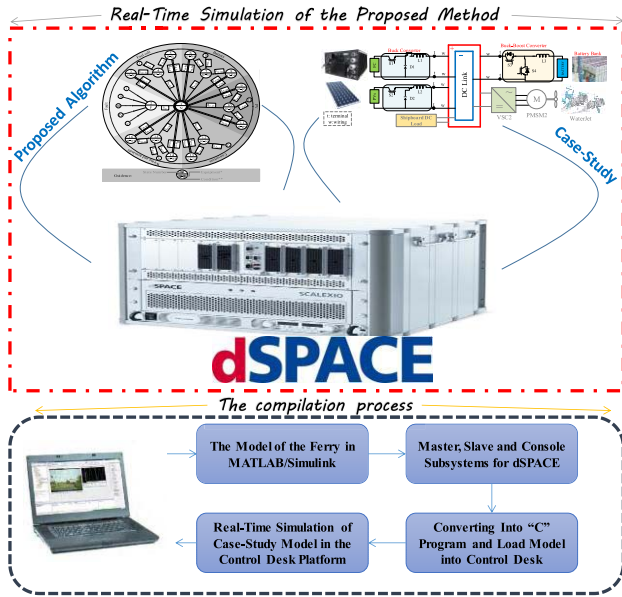 Real-Time Simulation of the Proposed Method
Proposed Algorithm
Case-Study
Buck Converter
Buck-Boost Converter
Battery Bank
DC Link
t: terminal
w:wiring
Shipboard DC
Load
VSC2
M
PMSM2
WaterJet
SPACE
SCALEXIO
dSPACE
The compilation process
The Model of the Ferry in
MATLAB/Simulink
Master, Slave and Console
Subsystems for dSPACE
Real-Time Simulation of
Case-Study Model in the
Control Desk Platform
Converting Into “C”
Program and Load Model
into Control Desk